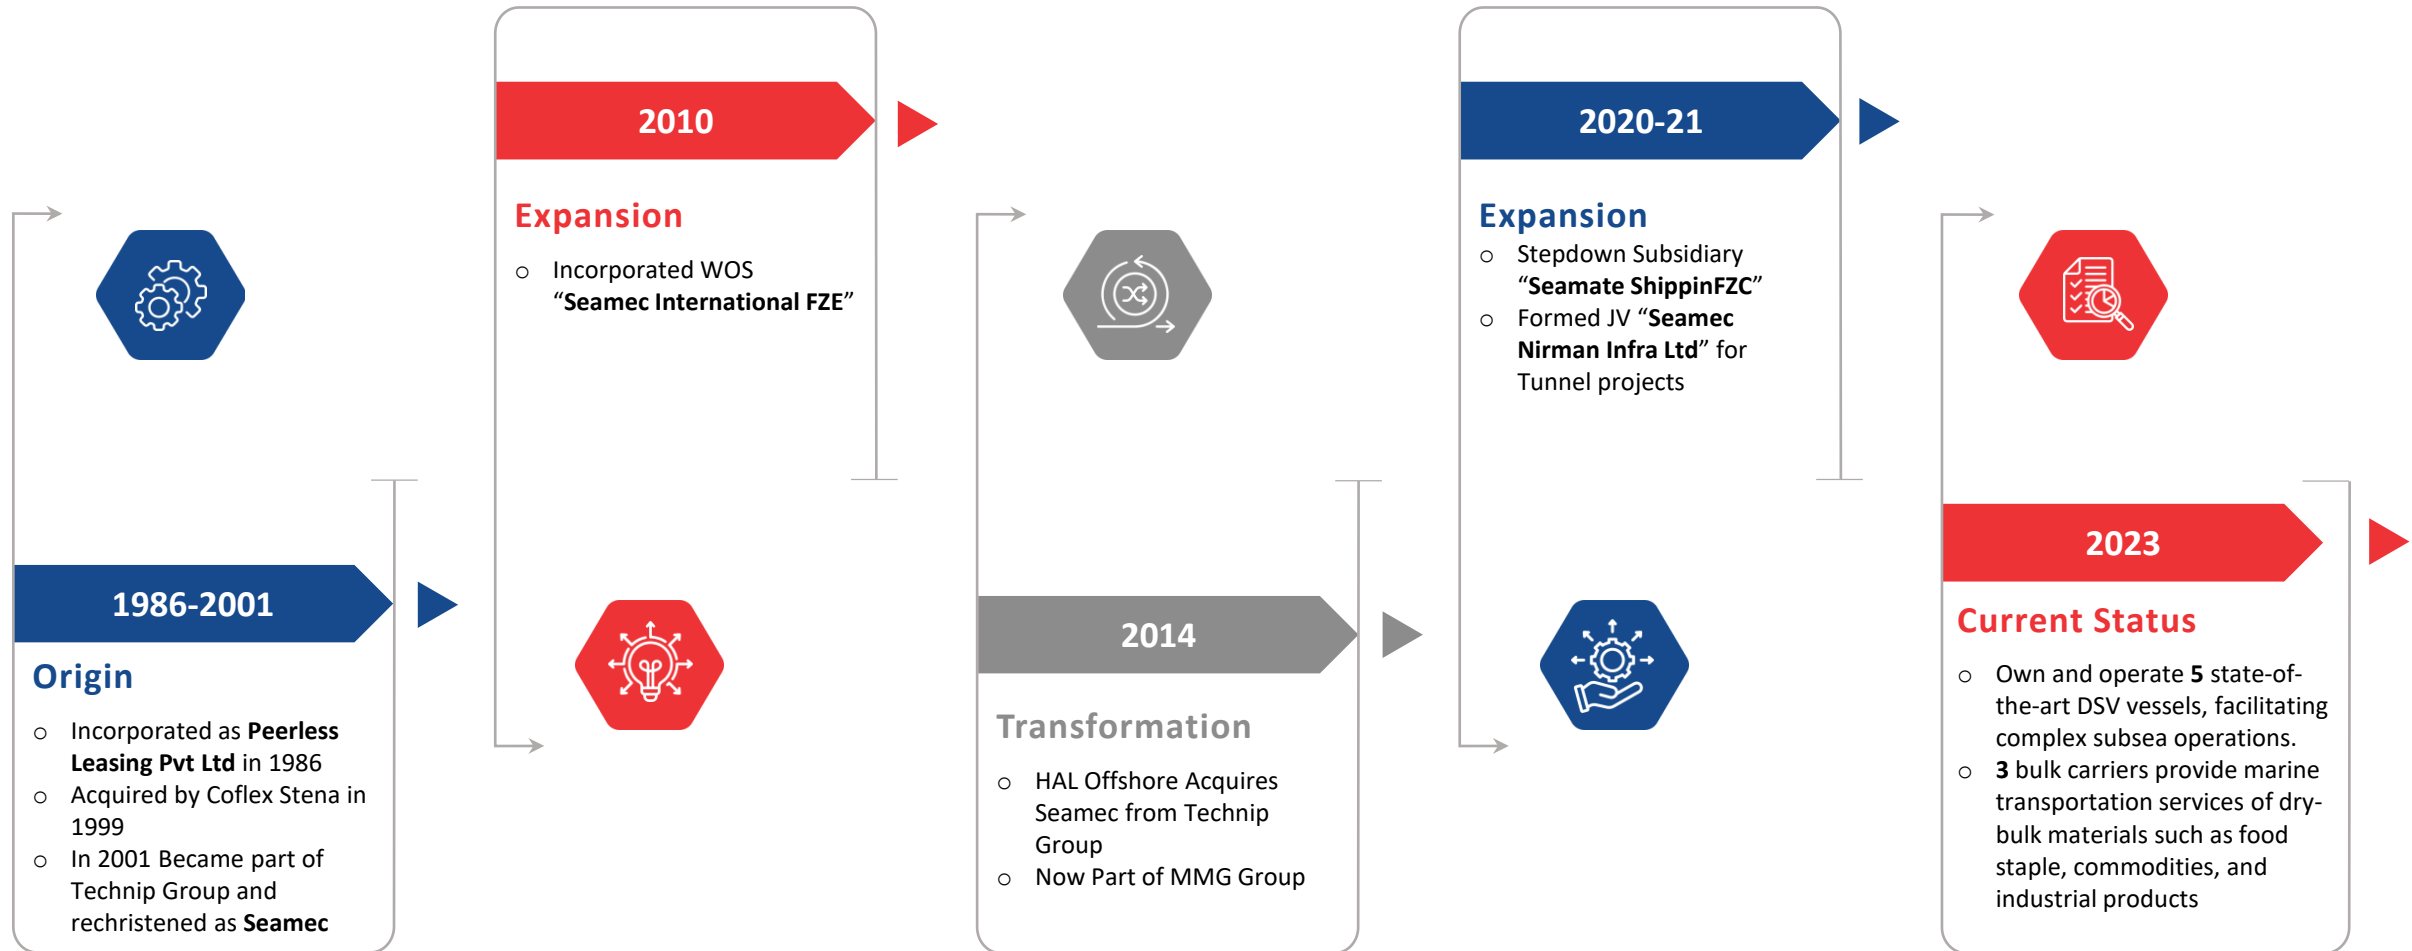 1986-2001
Origin
o Incorporated as Peerless
Leasing Pvt Ltd in 1986
o Acquired by Coflex Stena in
1999
o In 2001 Became part of
Technip Group and
rechristened as Seamec
2010
Expansion
o Incorporated WOS
“Seamec International FZE”
2014
Transformation
o HAL Offshore Acquires
Seamec from Technip
Group
o Now Part of MMG Group
2020-21
Expansion
o Stepdown Subsidiary
“Seamate ShippinFZC”
o Formed JV “Seamec
Nirman Infra Ltd” for
Tunnel projects
2023
Current Status
o Own and operate 5 state-of-
the-art DSV vessels, facilitating
complex subsea operations.
o 3 bulk carriers provide marine
transportation services of dry-
bulk materials such as food
staple, commodities, and
industrial products